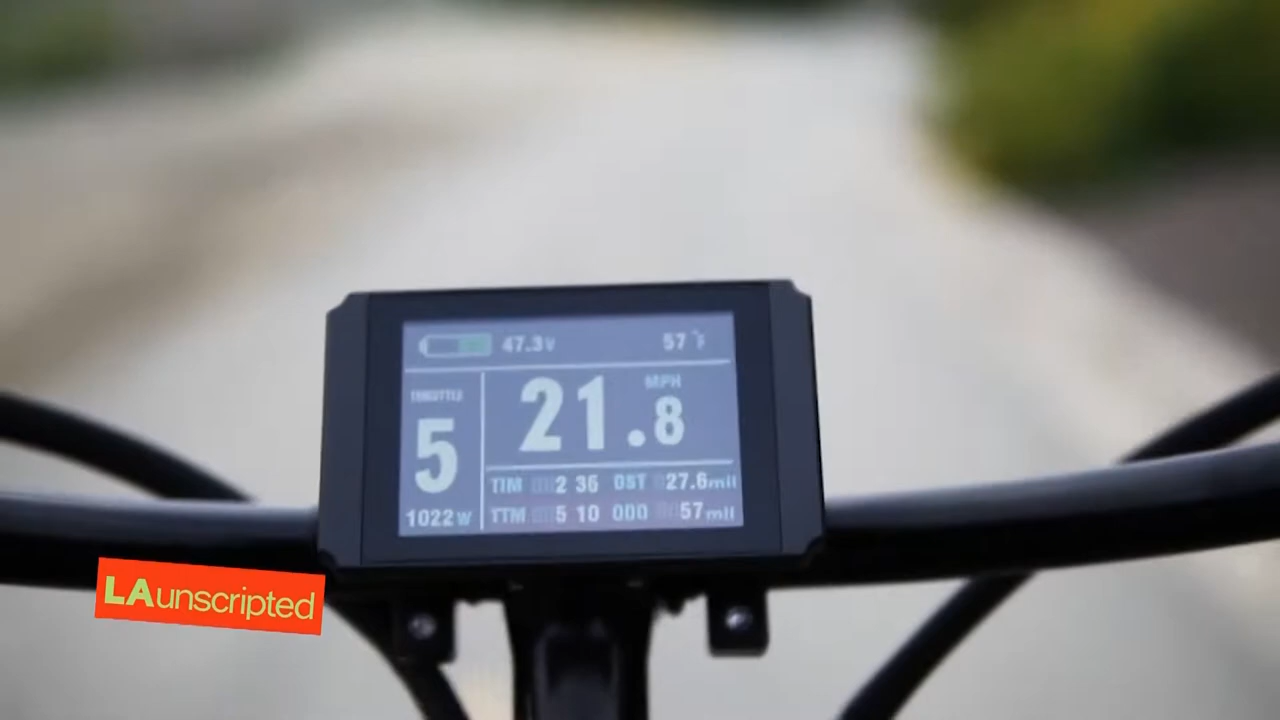 47.3V 57°F
THROTTLE
MPH
5 21.8
TIM 2 36 DST 27.6mil
1022W TTM 5 10 ODO 57mil
LAunscripted